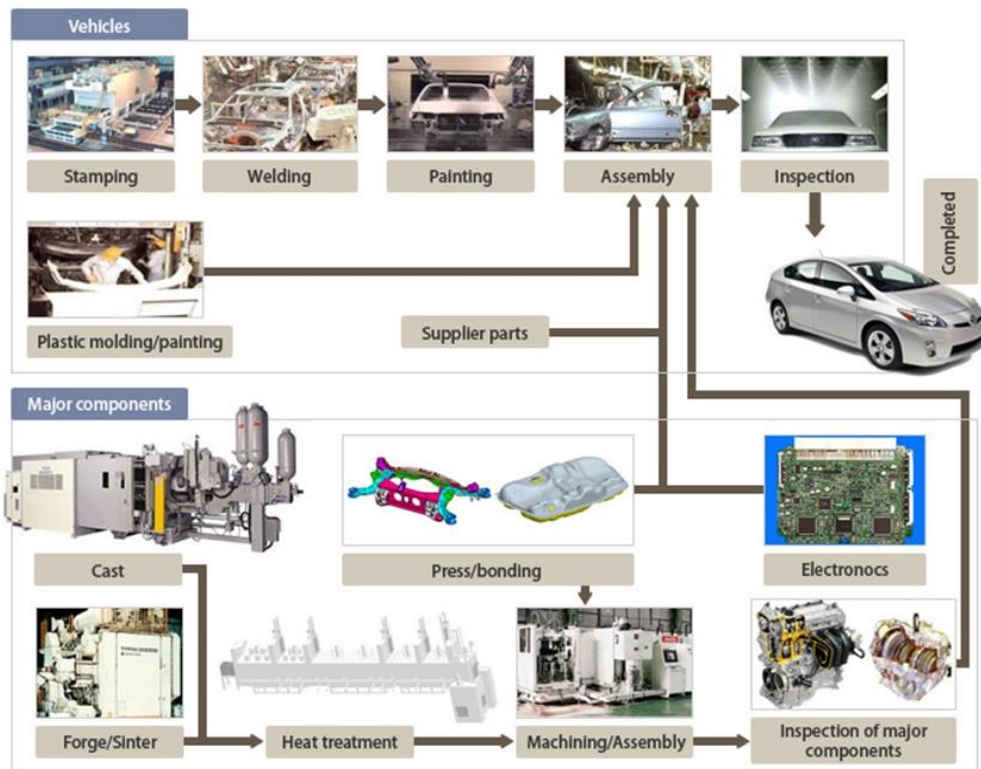 Vehicles
Stamping
Welding
Painting
Assembly
Inspection
Completed
Plastic molding/painting
Supplier parts
Major components
Cast
Press/bonding
Electronocs
Forge/Sinter
Heat treatment
Machining/Assembly
Inspection of major
components